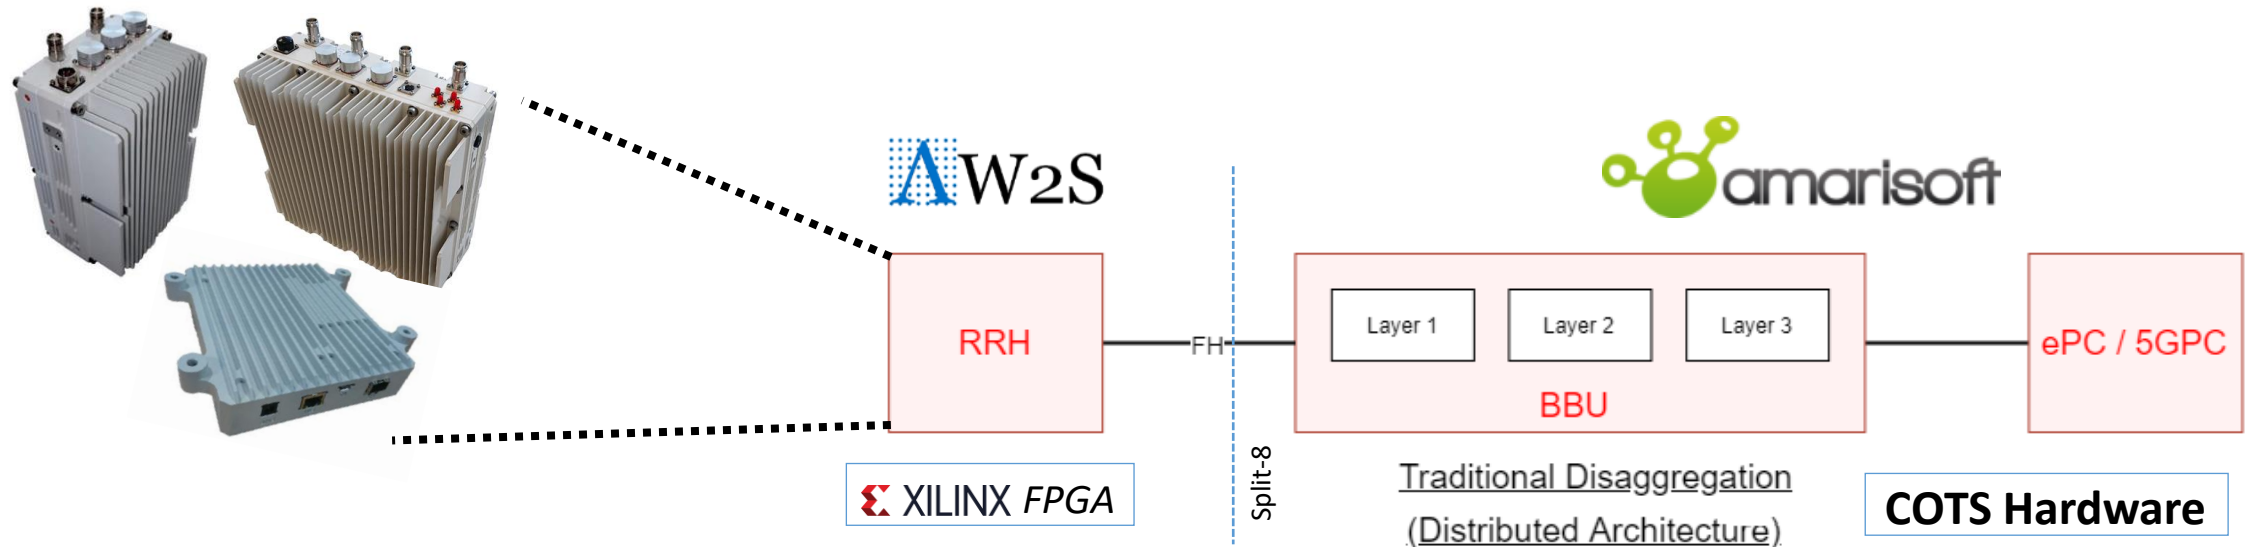 AW2S
amarisoft
RRH
FH
Layer 1
Layer 2
Layer 3
BBU
ePC / 5GPC
Split-8
XILINX FPGA
Traditional Disaggregation
(Distributed Architecture)
COTS Hardware